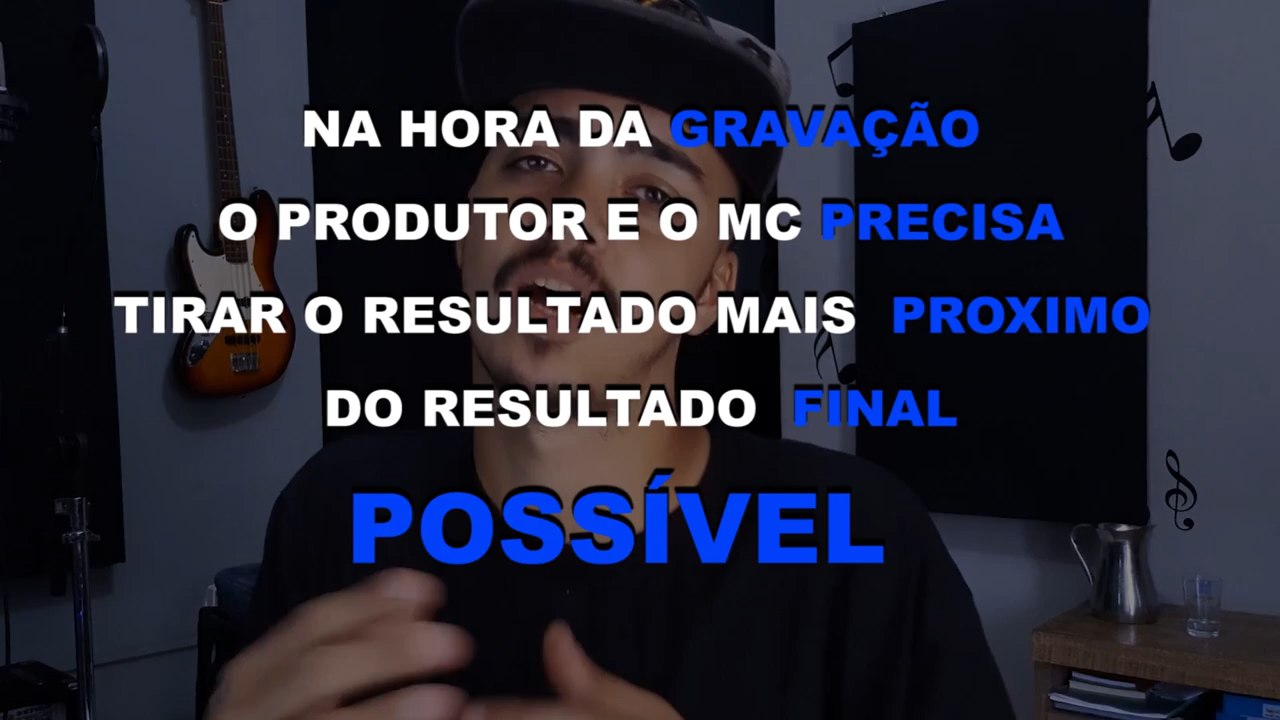 NA HORA DA GRAVAÇÃO
O PRODUTOR E O MC PRECISA
TIRAR O RESULTADO MAIS PROXIMO
DO RESULTADO FINAL
POSSÍVEL